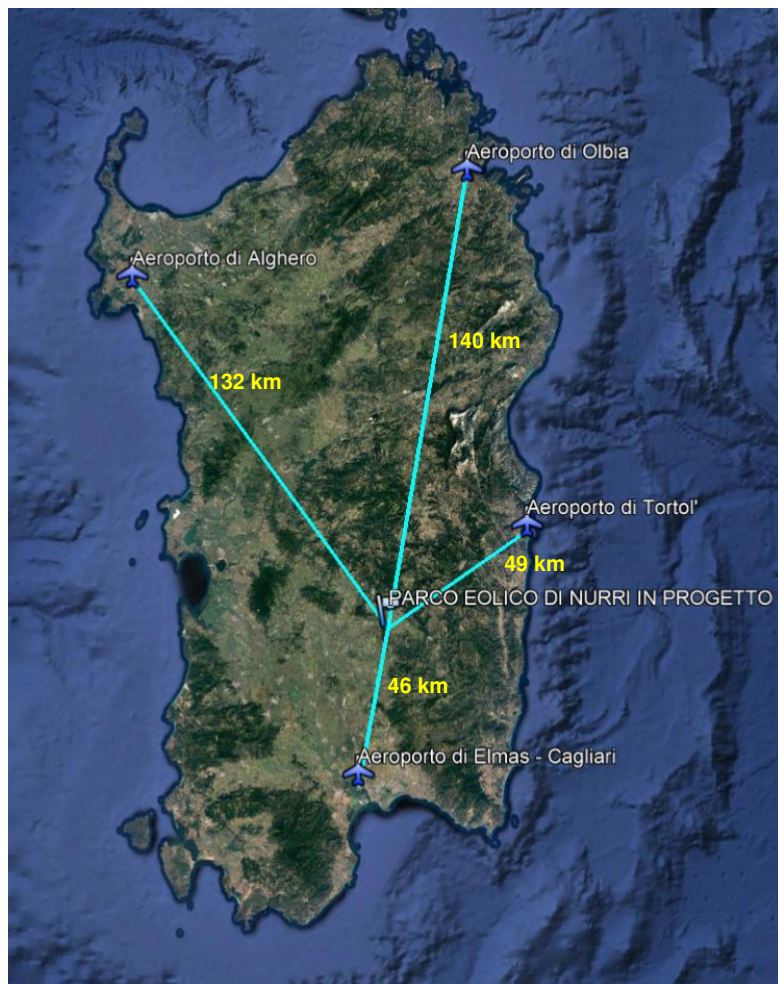 Aeroporto di Olbia
Aeroporto di Alghero
140 km
132 km
Aeroporto di Tortol'
49 km
PARCO EOLICO DI NURRI IN PROGETTO
46 km
Aeroporto di Elmas - Cagliari